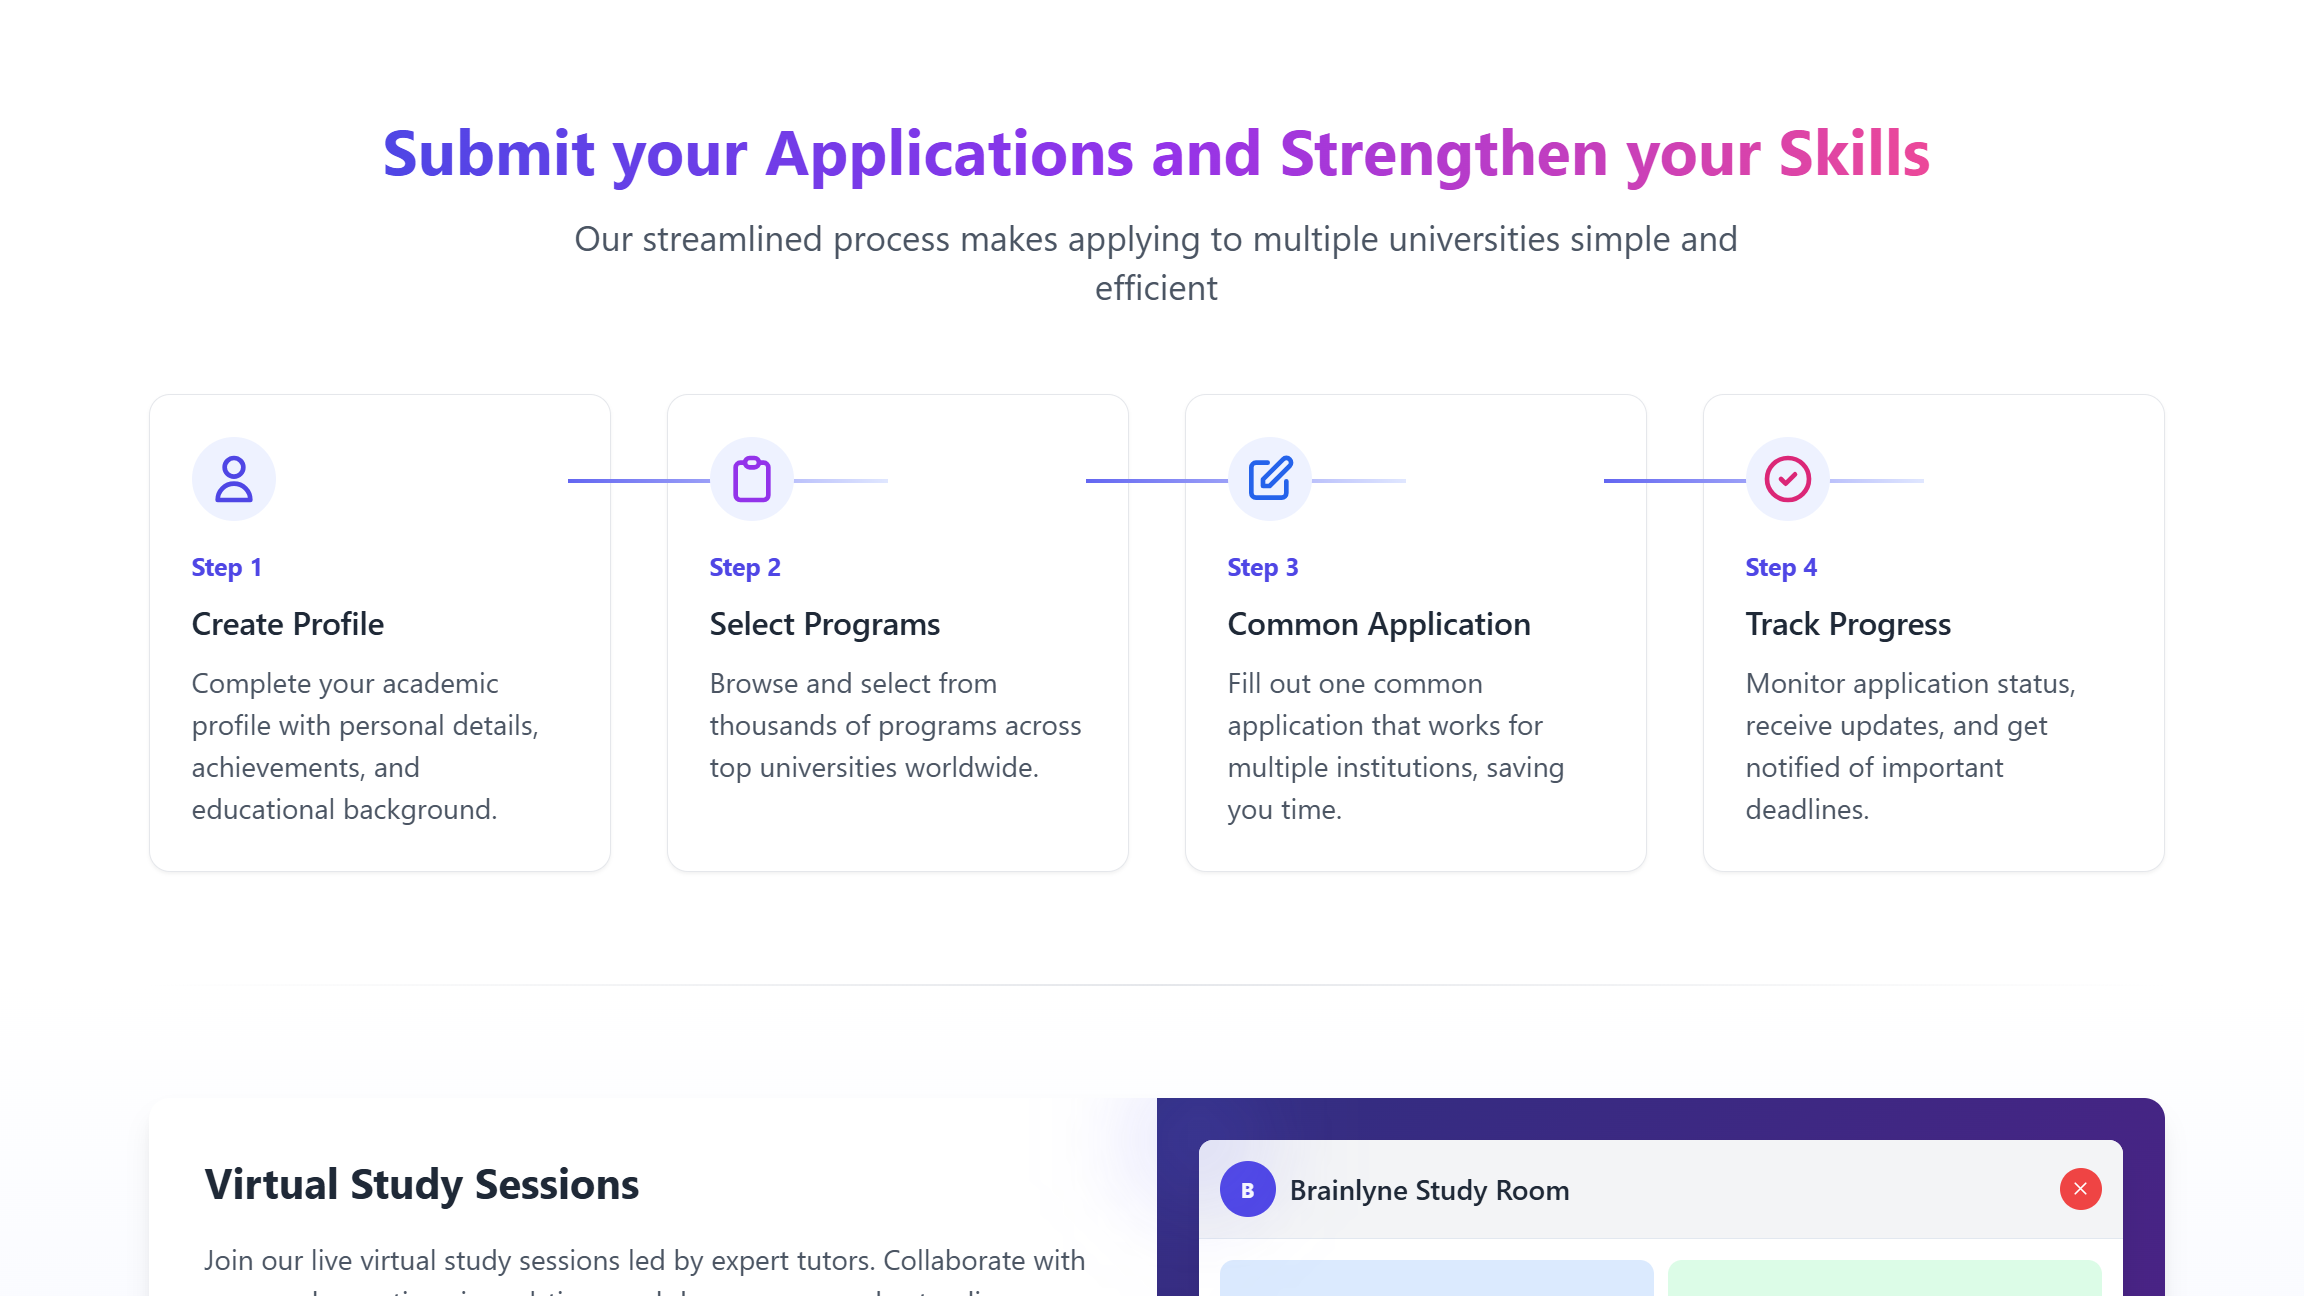 Submit your Applications and Strengthen your Skills
Our streamlined process makes applying to multiple universities simple and
efficient
Step 1
Create Profile
Complete your academic
profile with personal details,
achievements, and
educational background.
Step 2
Select Programs
Browse and select from
thousands of programs across
top universities worldwide.
Step 3
Common Application
Fill out one common
application that works for
multiple institutions, saving
you time.
Step 4
Track Progress
Monitor application status,
receive updates, and get
notified of important
deadlines.
Virtual Study Sessions
Join our live virtual study sessions led by expert tutors. Collaborate with
B
Brainlyne Study Room